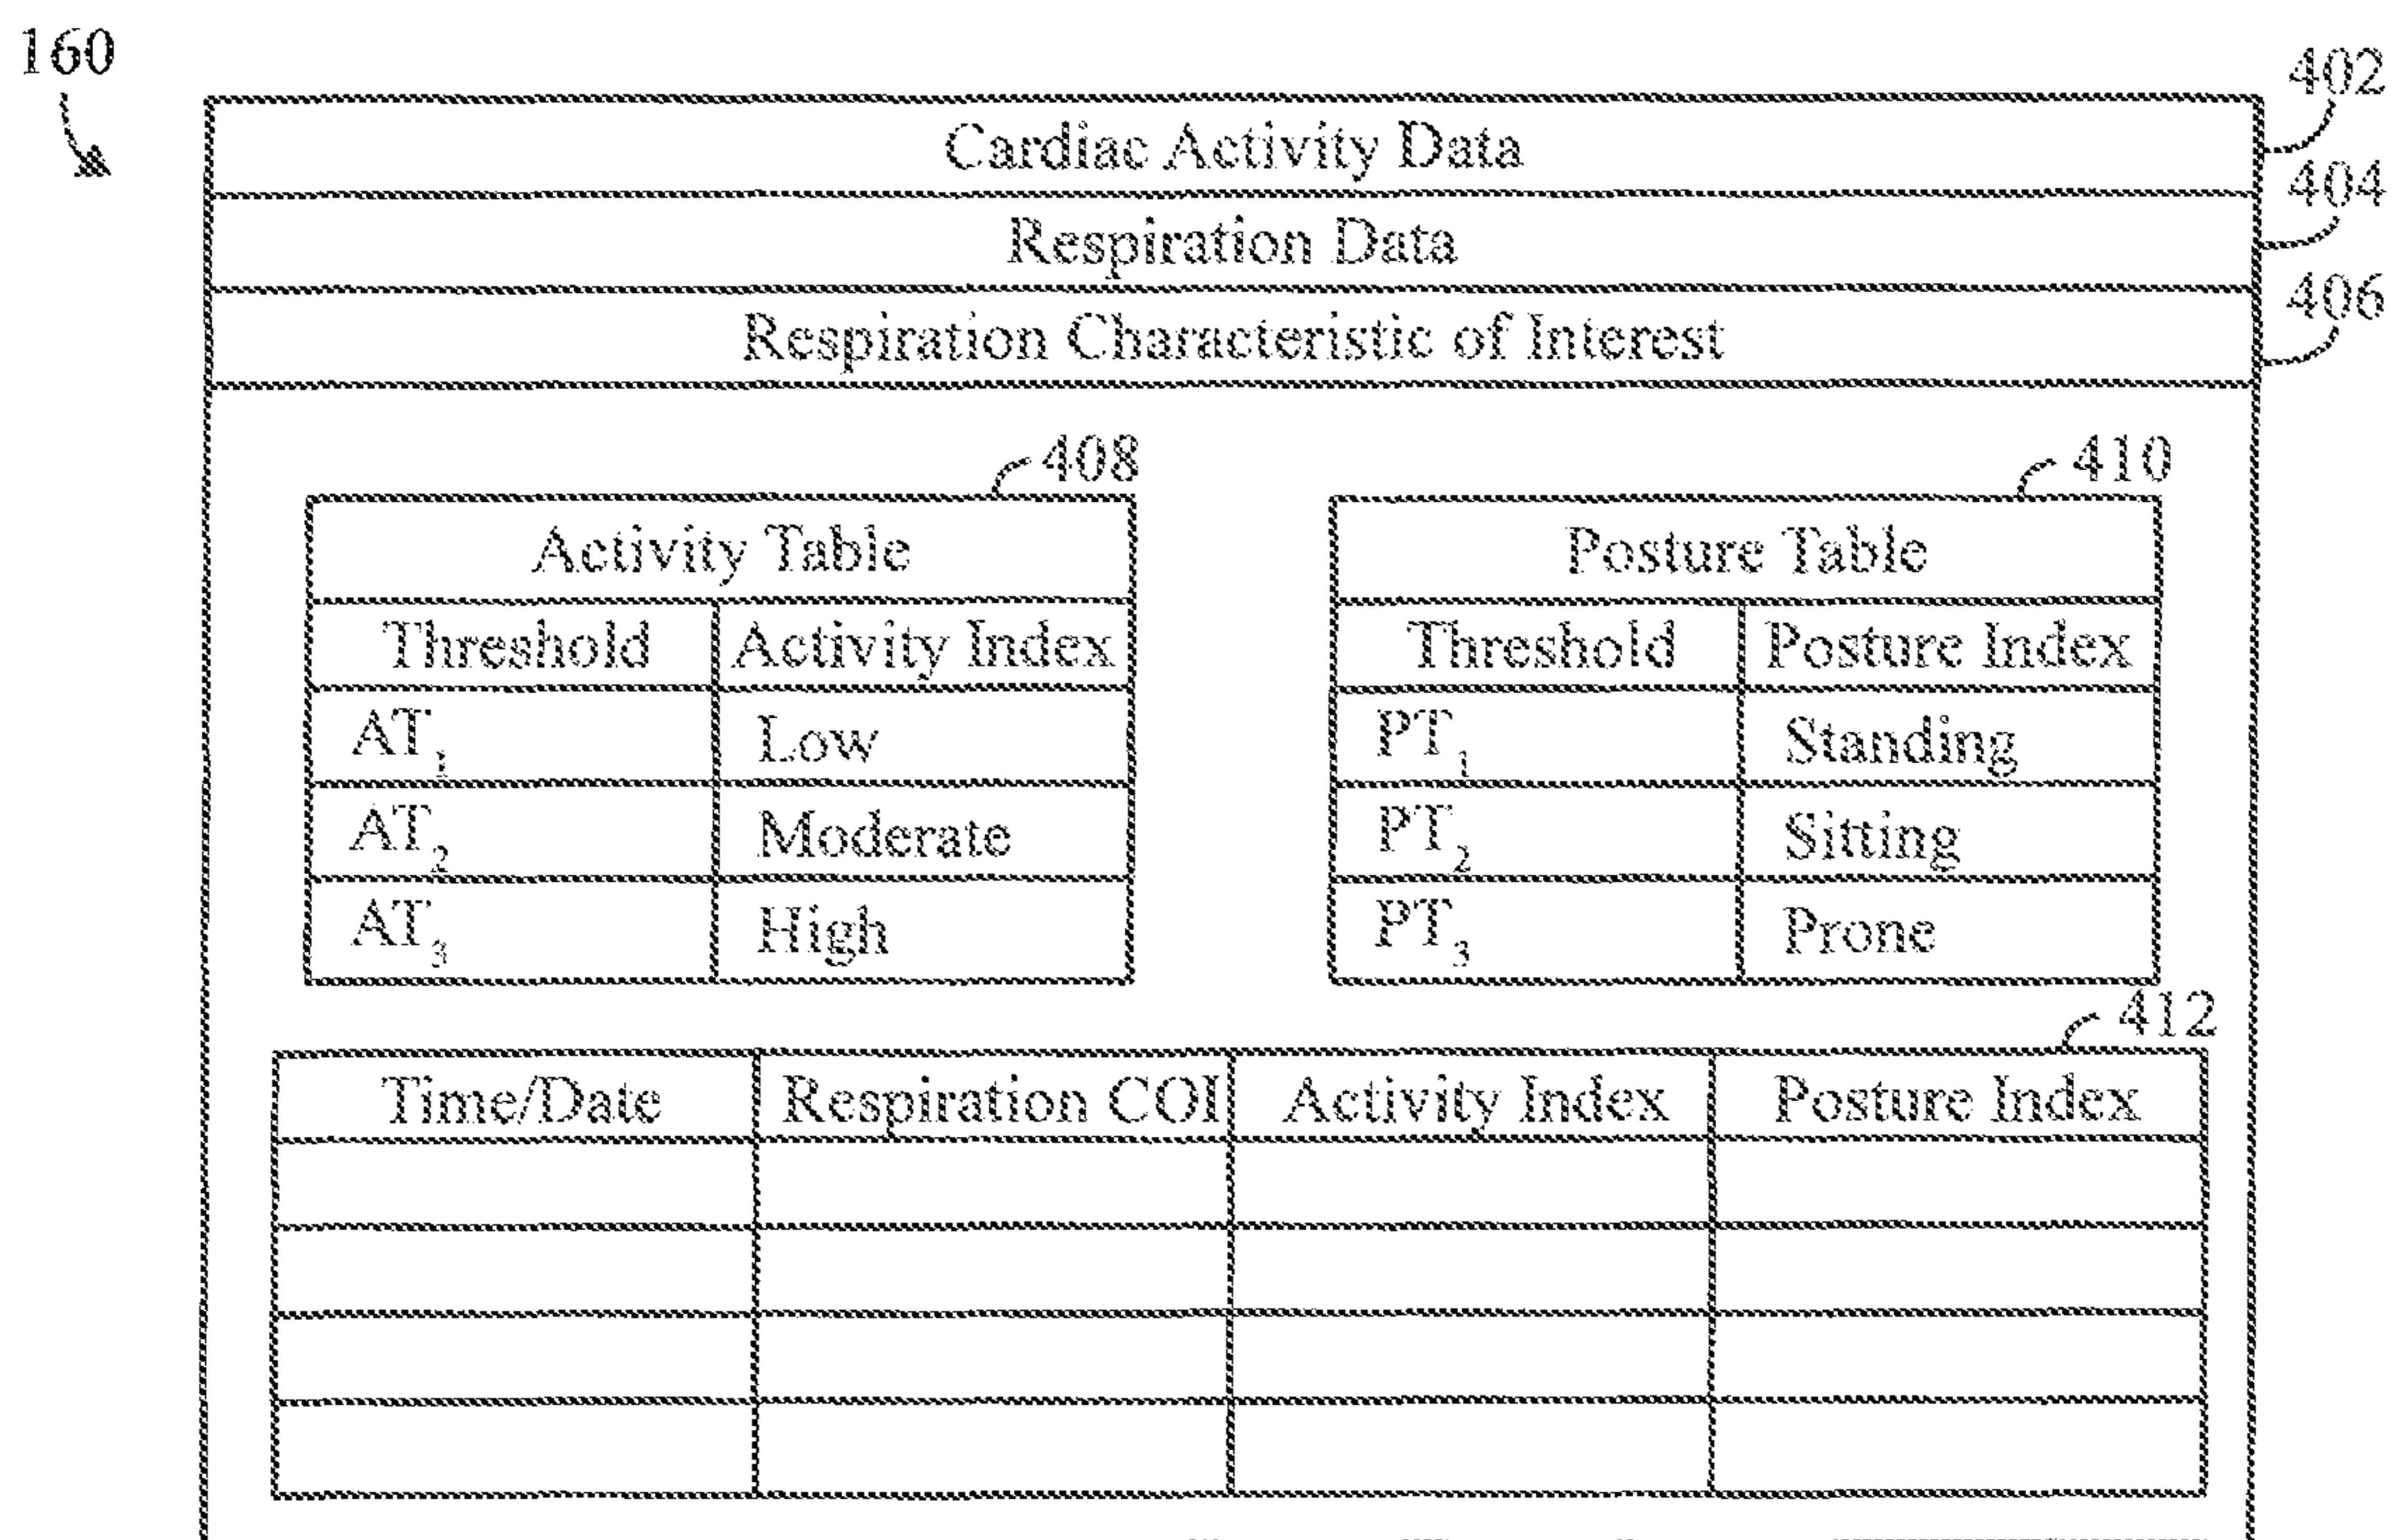 160
402
Cardiac Activity Data
404
Respiration Data
406
Respiration Characteristic of Interest
408
410
Activity Table
Posture Table
Threshold Activity Index
Threshold Posture Index
AT₁ Low
PT₁ Standing
AT₂ Moderate
PT₂ Sitting
AT₃ High
PT₃ Prone
412
Time/Date Respiration COI Activity Index Posture Index